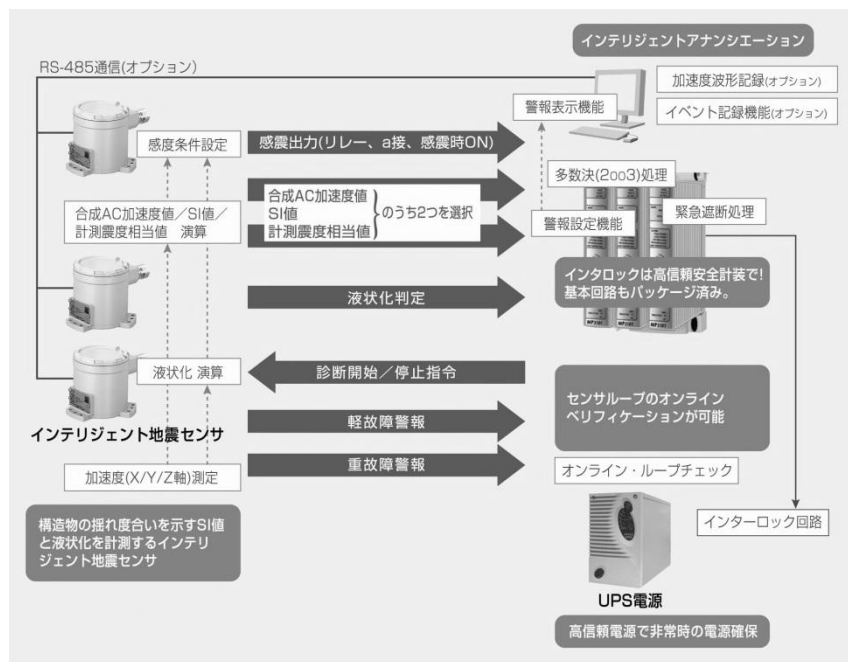 インテリジェントアナンシエーション
RS-485通信(オプション)
加速度波形記録(オプション)
イベント記録機能(オプション)
警報表示機能
感度条件設定
感震出力(リレー、a接、感震時ON)
多数決(2oo3)処理
合成AC加速度値
SI値
計測震度相当値
のうち2つを選択
合成AC加速度値／SI値／
計測震度相当値 演算
警報設定機能
緊急遮断処理
インタロックは高信頼安全計装で!
基本回路もパッケージ済み。
液状化判定
液状化 演算
診断開始／停止指令
センサループのオンライン
ベリフィケーションが可能
軽故障警報
インテリジェント地震センサ
重故障警報
オンライン・ループチェック
加速度(X/Y/Z軸)測定
インターロック回路
構造物の揺れ度合いを示すSI値
と液状化を計測するインテリ
ジェント地震センサ
UPS電源
高信頼電源で非常時の電源確保